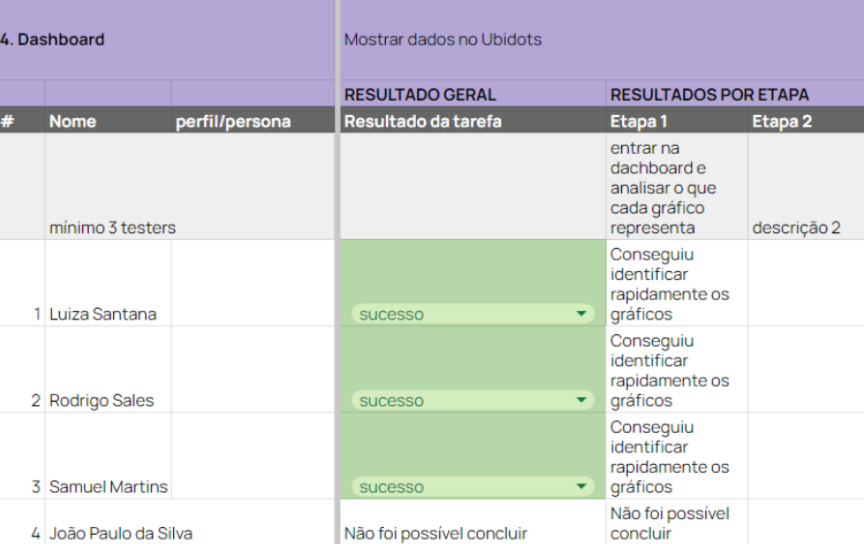 4. Dashboard
Mostrar dados no Ubidots
RESULTADO GERAL
RESULTADOS POR ETAPA
# Nome perfil/persona Resultado da tarefa Etapa 1 Etapa 2
entrar na
dachboard e
analisar o que
cada gráfico
mínimo 3 testers representa descrição 2
Conseguiu
identificar
rapidamente os
1 Luiza Santana sucesso gráficos
Conseguiu
identificar
rapidamente os
2 Rodrigo Sales sucesso gráficos
Conseguiu
identificar
rapidamente os
3 Samuel Martins sucesso gráficos
Não foi possível
4 João Paulo da Silva Não foi possível concluir concluir